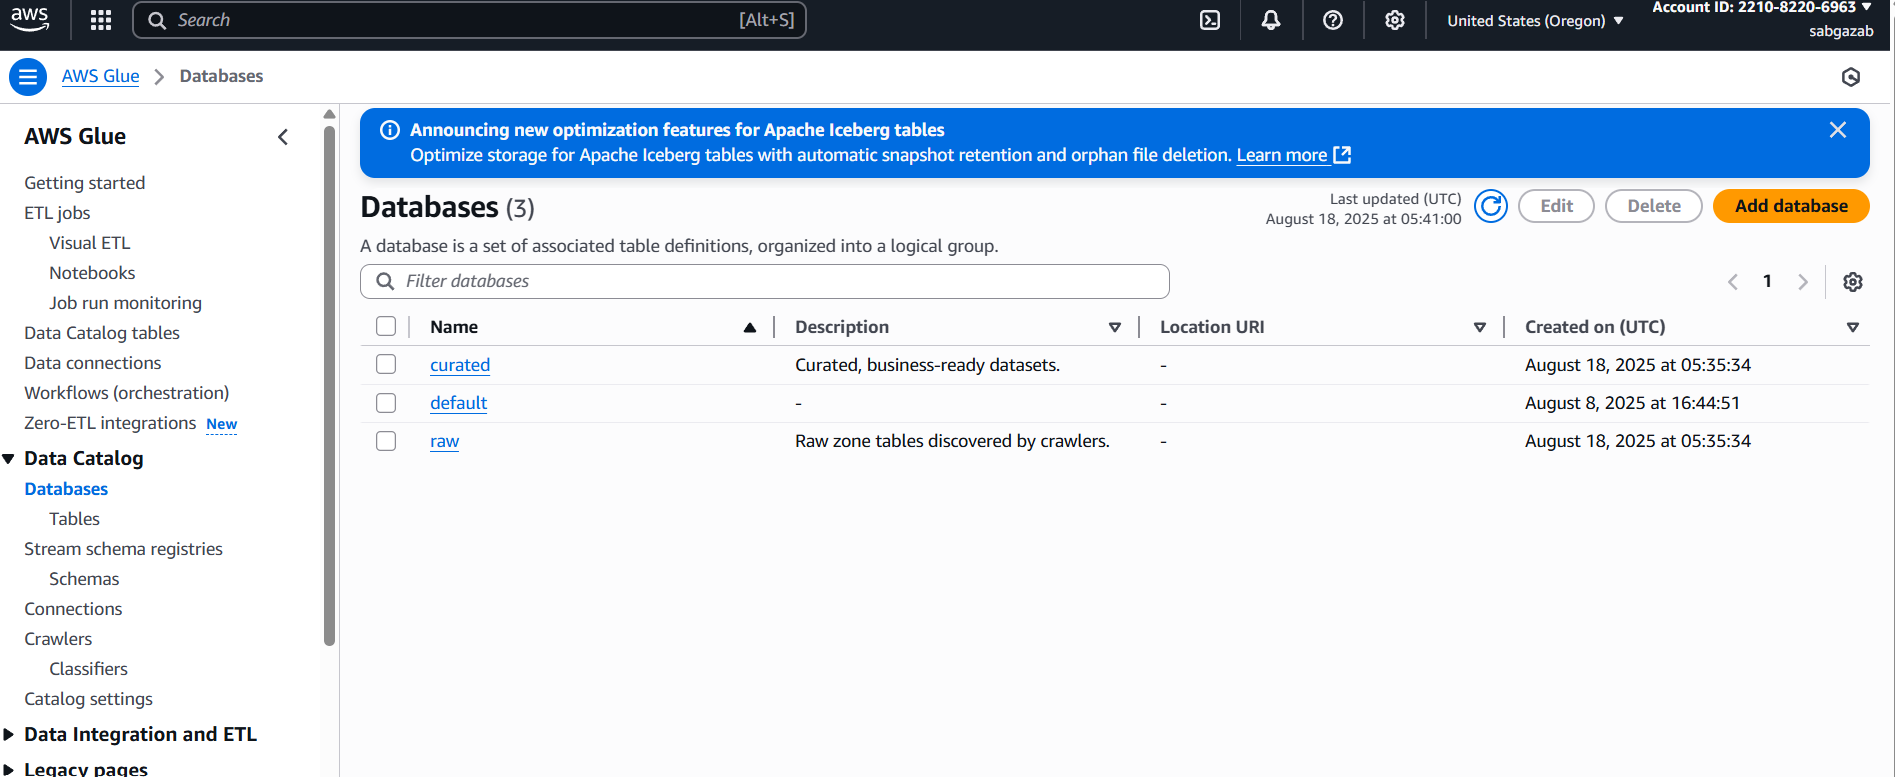 aws
Search [Alt+S]
United States (Oregon)
Account ID: 2210-8220-6963
sabgazab
AWS Glue Databases
AWS Glue
Getting started
ETL jobs
Visual ETL
Notebooks
Job run monitoring
Data Catalog tables
Data connections
Workflows (orchestration)
Zero-ETL integrations New
Data Catalog
Databases
Tables
Stream schema registries
Schemas
Connections
Crawlers
Classifiers
Catalog settings
Data Integration and ETL
Legacy pages
Announcing new optimization features for Apache Iceberg tables
Optimize storage for Apache Iceberg tables with automatic snapshot retention and orphan file deletion. Learn more
Databases (3)
Last updated (UTC)
August 18, 2025 at 05:41:00
Edit
Delete
Add database
A database is a set of associated table definitions, organized into a logical group.
Filter databases
1
Name Description Location URI Created on (UTC)
curated Curated, business-ready datasets. - August 18, 2025 at 05:35:34
default - - August 8, 2025 at 16:44:51
raw Raw zone tables discovered by crawlers. - August 18, 2025 at 05:35:34